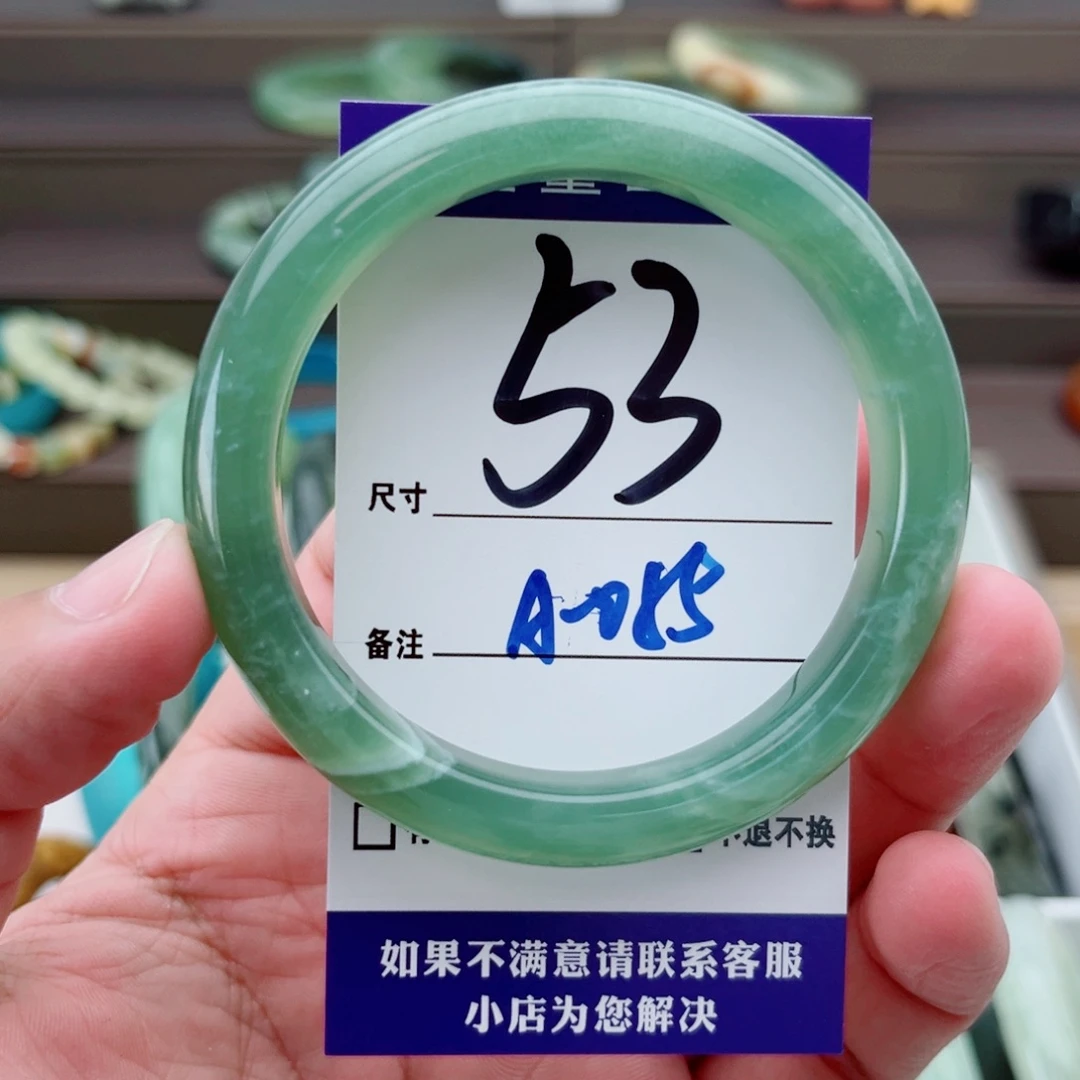 53
尺寸
A-085
备注
不退不换
如果不满意请联系客服
小店为您解决